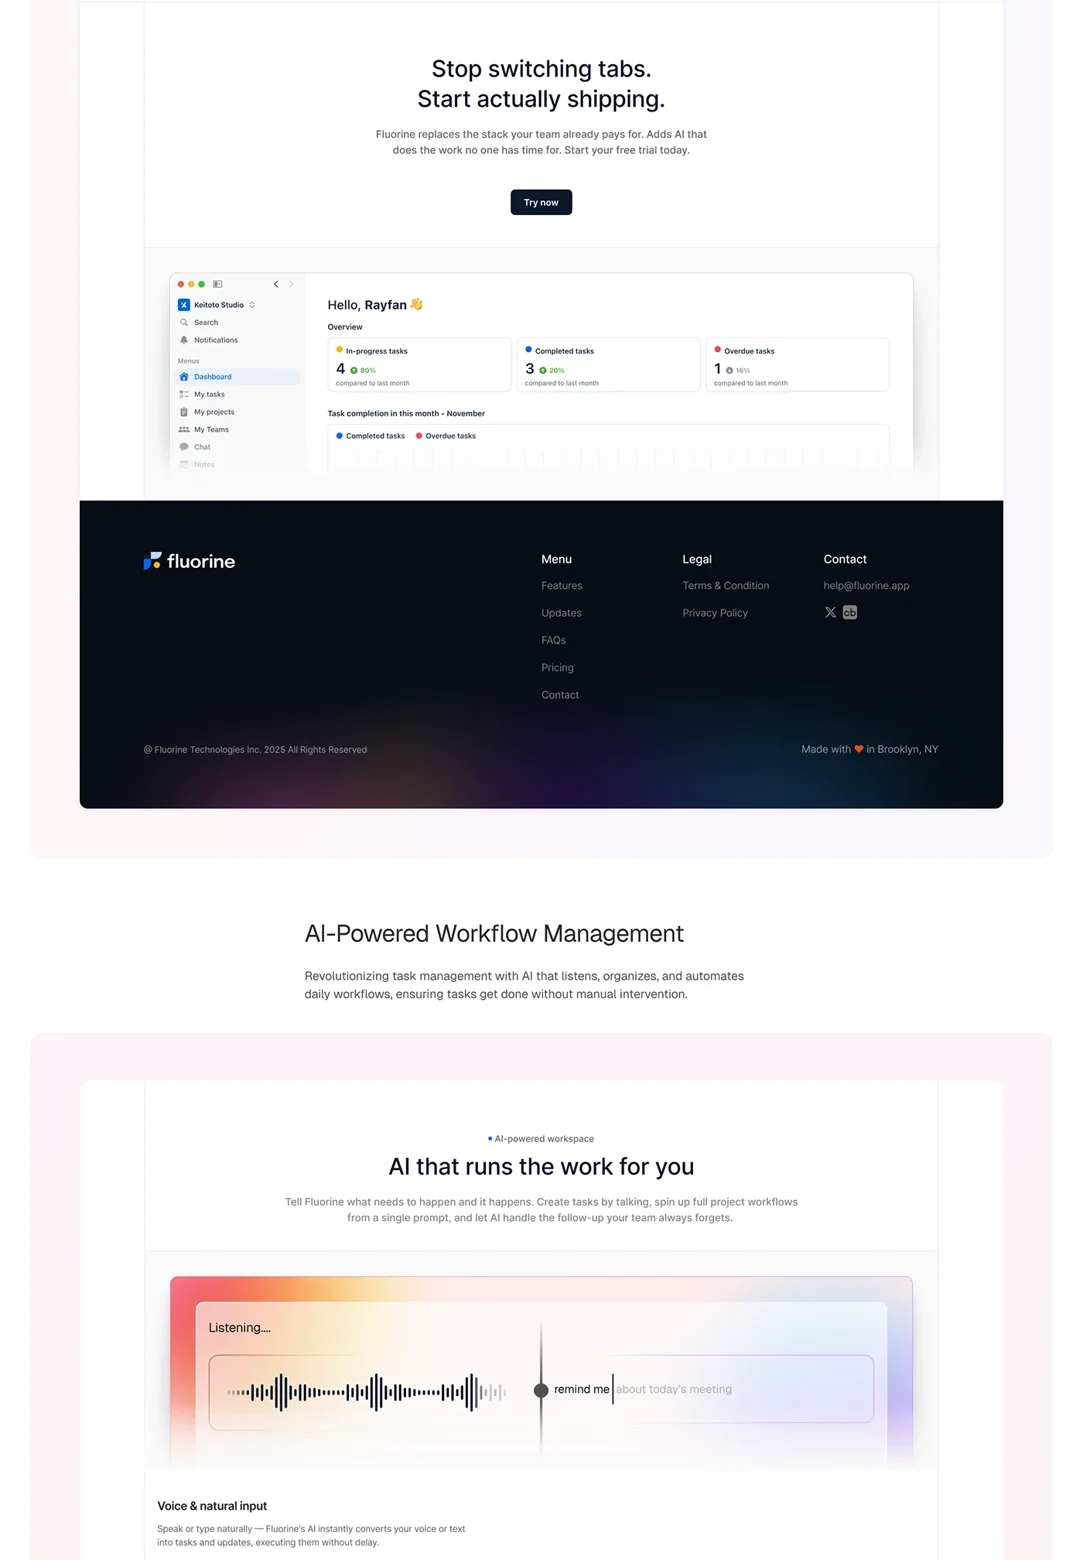 Stop switching tabs.
Start actually shipping.
Fluorine replaces the stack your team already pays for. Adds AI that
does the work no one has time for. Start your free trial today.
Try now
Keitoto Studio
Search
Notifications
Menus
Dashboard
My tasks
My projects
My Teams
Chat
Notes
Hello, Rayfan 👋
Overview
In-progress tasks
4 80%
compared to last month
Completed tasks
3 20%
compared to last month
Overdue tasks
1 16%
compared to last month
Task completion in this month - November
Completed tasks Overdue tasks
fluorine
Menu
Features
Updates
FAQs
Pricing
Contact
Legal
Terms & Condition
Privacy Policy
Contact
help@fluorine.app
cb
@ Fluorine Technologies Inc. 2025 All Rights Reserved
Made with ❤ in Brooklyn, NY
AI-Powered Workflow Management
Revolutionizing task management with AI that listens, organizes, and automates
daily workflows, ensuring tasks get done without manual intervention.
AI-powered workspace
AI that runs the work for you
Tell Fluorine what needs to happen and it happens. Create tasks by talking, spin up full project workflows
from a single prompt, and let AI handle the follow-up your team always forgets.
Listening....
remind me about today's meeting
Voice & natural input
Speak or type naturally — Fluorine's AI instantly converts your voice or text
into tasks and updates, executing them without delay.